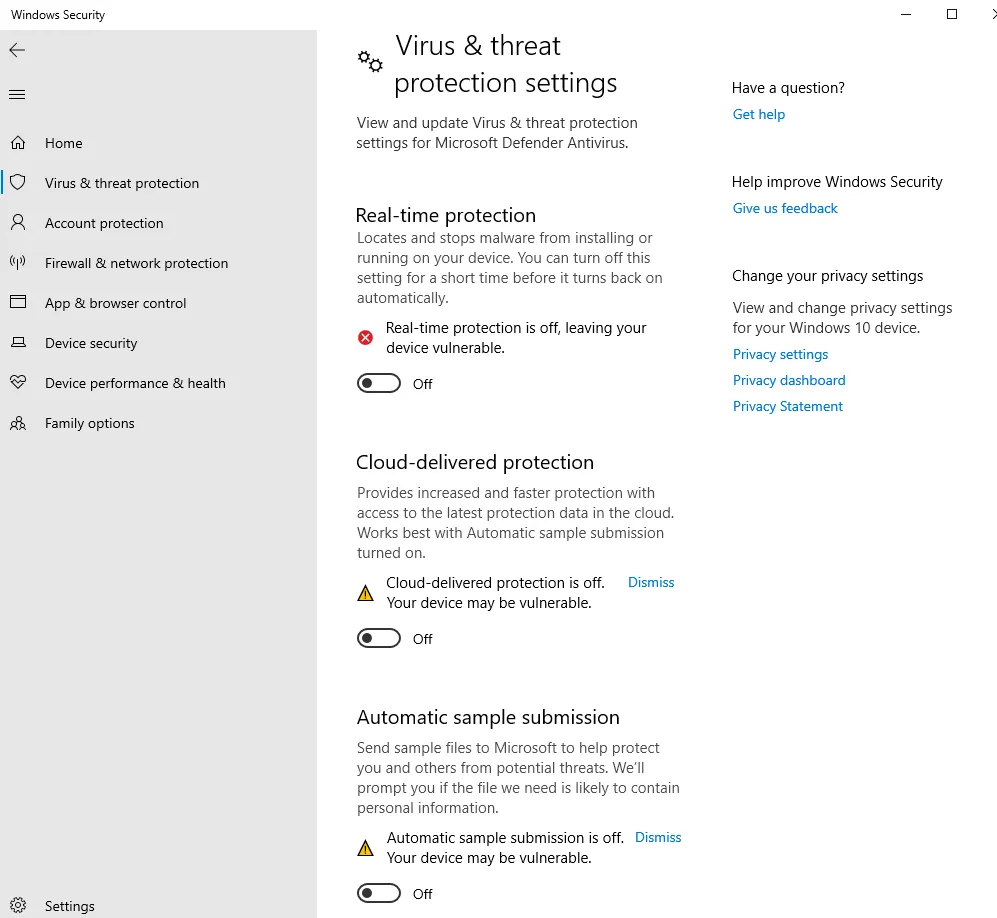 Windows Security
Home
Virus & threat protection
Account protection
Firewall & network protection
App & browser control
Device security
Device performance & health
Family options
Settings
Virus & threat
protection settings
View and update Virus & threat protection
settings for Microsoft Defender Antivirus.
Real-time protection
Locates and stops malware from installing or
running on your device. You can turn off this
setting for a short time before it turns back on
automatically.
Real-time protection is off, leaving your
device vulnerable.
Off
Cloud-delivered protection
Provides increased and faster protection with
access to the latest protection data in the cloud.
Works best with Automatic sample submission
turned on.
Cloud-delivered protection is off. Dismiss
Your device may be vulnerable.
Off
Automatic sample submission
Send sample files to Microsoft to help protect
you and others from potential threats. We'll
prompt you if the file we need is likely to contain
personal information.
Automatic sample submission is off. Dismiss
Your device may be vulnerable.
Off
Have a question?
Get help
Help improve Windows Security
Give us feedback
Change your privacy settings
View and change privacy settings
for your Windows 10 device.
Privacy settings
Privacy dashboard
Privacy Statement